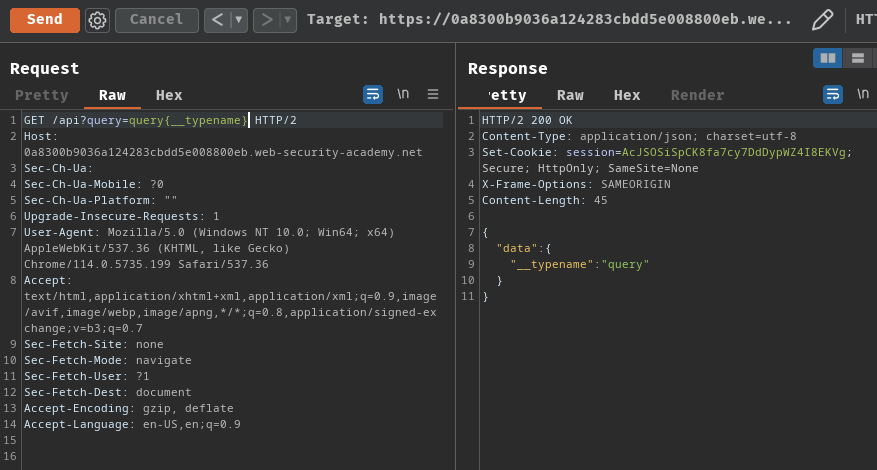 Send Cancel < > Target: https://0a8300b9036a124283cbdd5e008800eb.we... HT
Request
Pretty Raw Hex \n
1 GET /api?query=query{__typename} HTTP/2
2 Host:
0a8300b9036a124283cbdd5e008800eb.web-security-academy.net
3 Sec-Ch-Ua:
4 Sec-Ch-Ua-Mobile: ?0
5 Sec-Ch-Ua-Platform: ""
6 Upgrade-Insecure-Requests: 1
7 User-Agent: Mozilla/5.0 (Windows NT 10.0; Win64; x64)
AppleWebKit/537.36 (KHTML, like Gecko)
Chrome/114.0.5735.199 Safari/537.36
8 Accept:
text/html,application/xhtml+xml,application/xml;q=0.9,image
/avif,image/webp,image/apng,*/*;q=0.8,application/signed-ex
change;v=b3;q=0.7
9 Sec-Fetch-Site: none
10 Sec-Fetch-Mode: navigate
11 Sec-Fetch-User: ?1
12 Sec-Fetch-Dest: document
13 Accept-Encoding: gzip, deflate
14 Accept-Language: en-US,en;q=0.9
15
16
Response
etty Raw Hex Render \n
1 HTTP/2 200 OK
2 Content-Type: application/json; charset=utf-8
3 Set-Cookie: session=AcJSOSiSpCK8fa7cy7DdDypWZ4I8EKVg;
Secure; HttpOnly; SameSite=None
4 X-Frame-Options: SAMEORIGIN
5 Content-Length: 45
6
7 {
8 "data":{
9 "__typename":"query"
10 }
11 }